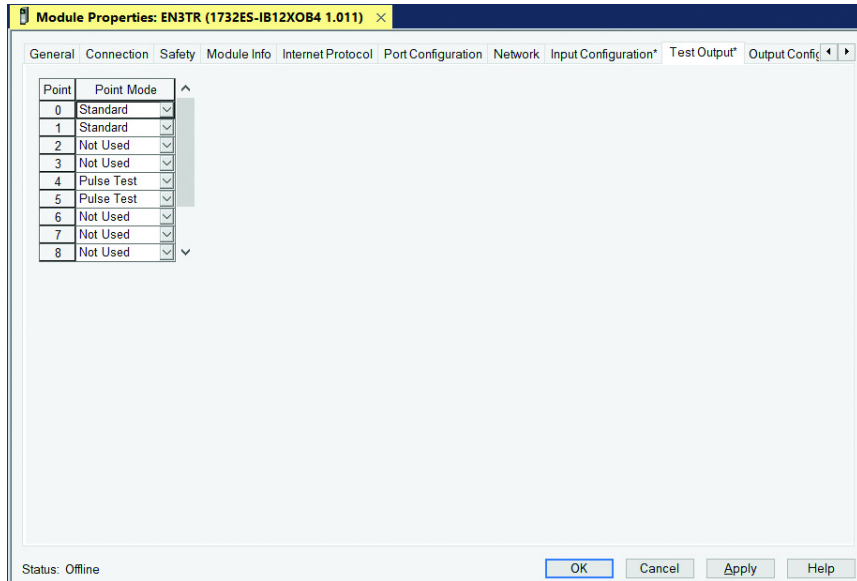 Module Properties: EN3TR (1732ES-IB12XOB4 1.011) ×
General Connection Safety Module Info Internet Protocol Port Configuration Network Input Configuration* Test Output* Output Config
Point Point Mode
0 Standard
1 Standard
2 Not Used
3 Not Used
4 Pulse Test
5 Pulse Test
6 Not Used
7 Not Used
8 Not Used
Status: Offline OK Cancel Apply Help